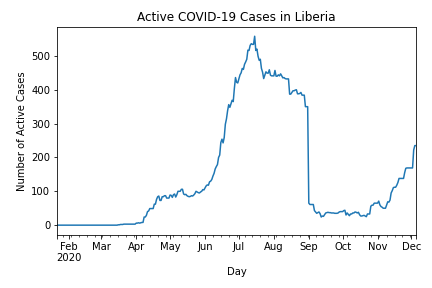 Active COVID-19 Cases in Liberia
Number of Active Cases
500
400
300
200
100
0
Feb Mar Apr May Jun Jul Aug Sep Oct Nov Dec
2020
Day